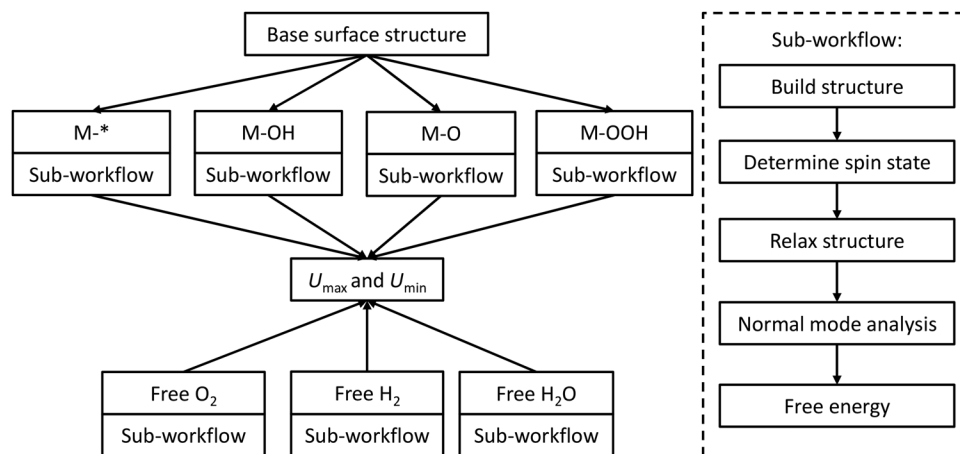 Base surface structure
M-*
Sub-workflow
M-OH
Sub-workflow
M-O
Sub-workflow
M-OOH
Sub-workflow
Umax and Umin
Free O2
Sub-workflow
Free H2
Sub-workflow
Free H2O
Sub-workflow
Sub-workflow:
Build structure
Determine spin state
Relax structure
Normal mode analysis
Free energy